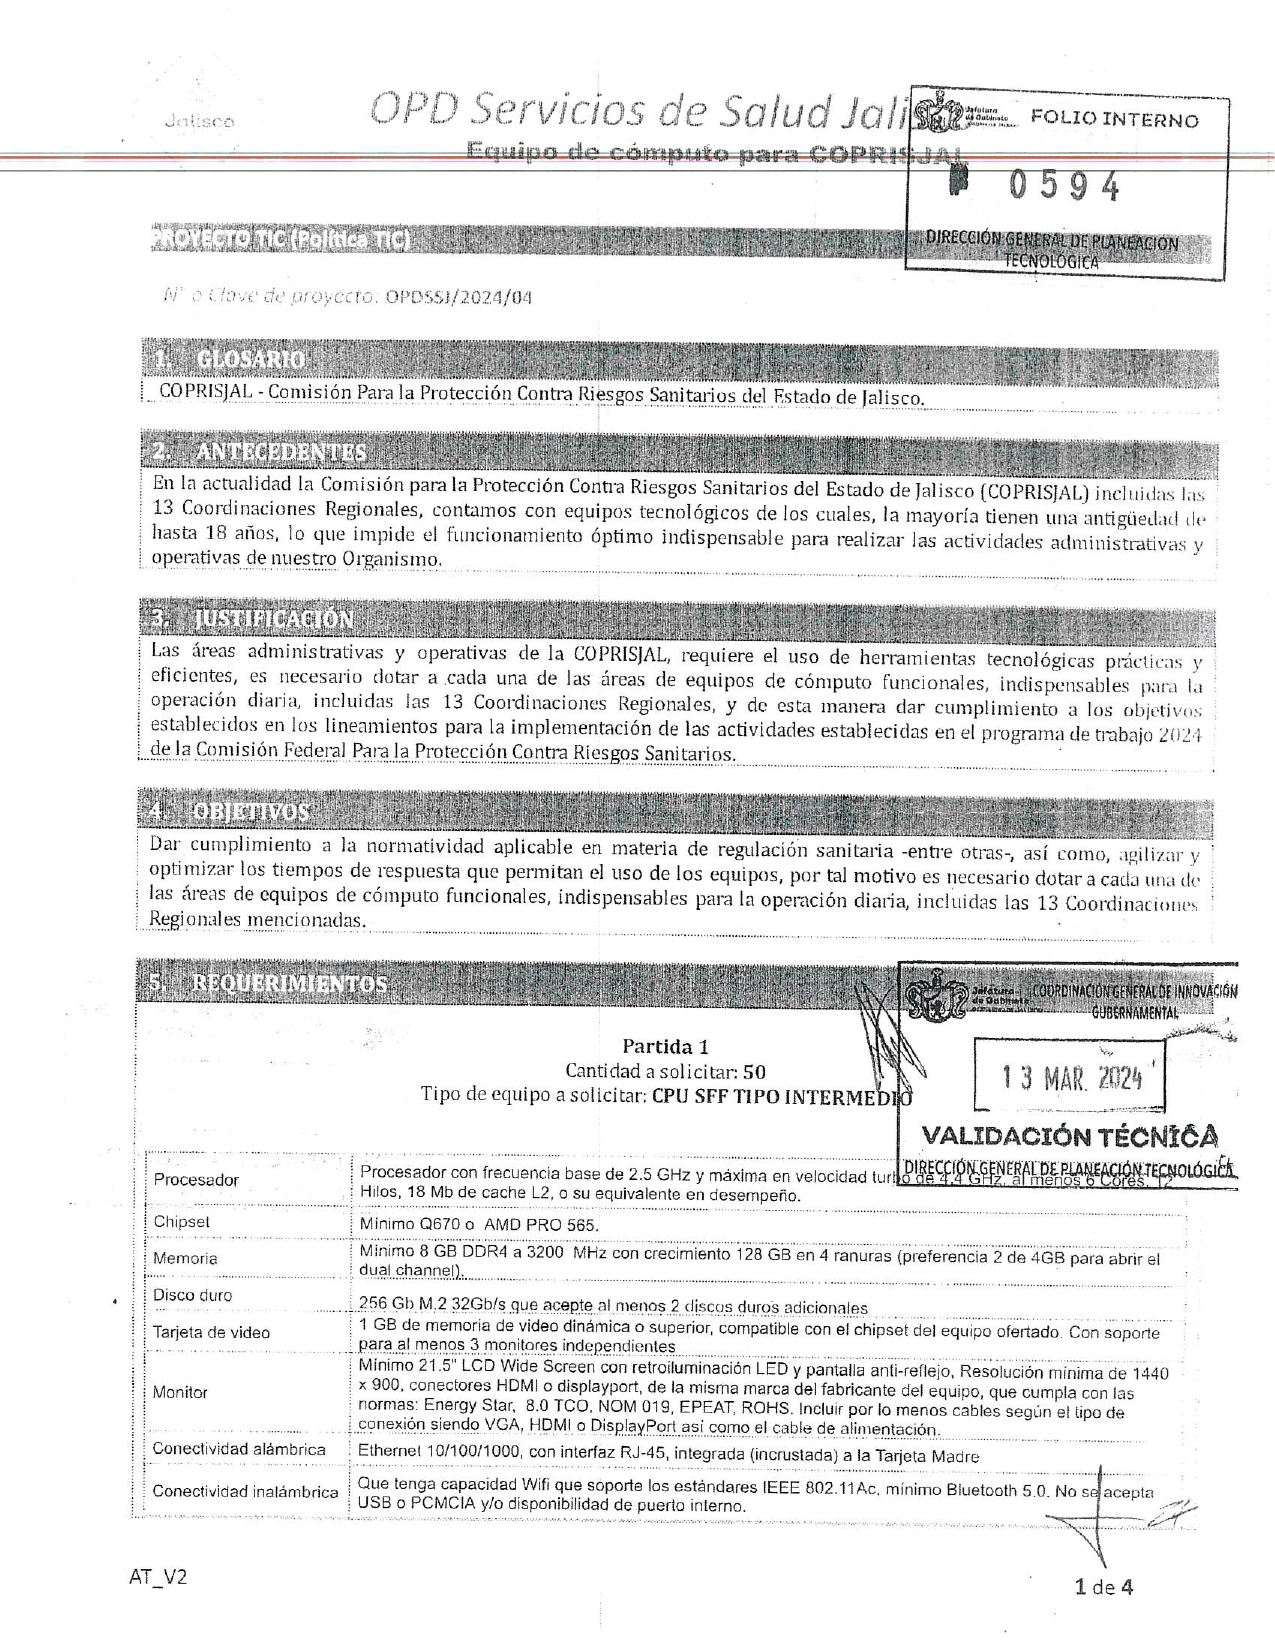 Jalisco
OPD Servicios de Salud Jali
Equipo de cómputo para COPRISJAL
Jefatura de Gabinete
FOLIO INTERNO
0594
DIRECCIÓN GENERAL DE PLANEACION
TECNOLÓGICA
PROYECTO TIC (Política TIC)
N° o Clave de proyecto: OPDSSJ/2024/04
1. GLOSARIO
COPRISJAL - Comisión Para la Protección Contra Riesgos Sanitarios del Estado de Jalisco.
2. ANTECEDENTES
En la actualidad la Comisión para la Protección Contra Riesgos Sanitarios del Estado de Jalisco (COPRISJAL) incluidas las
13 Coordinaciones Regionales, contamos con equipos tecnológicos de los cuales, la mayoría tienen una antigüedad de
hasta 18 años, lo que impide el funcionamiento óptimo indispensable para realizar las actividades administrativas y
operativas de nuestro Organismo.
3. JUSTIFICACIÓN
Las áreas administrativas y operativas de la COPRISJAL, requiere el uso de herramientas tecnológicas prácticas y
eficientes, es necesario dotar a cada una de las áreas de equipos de cómputo funcionales, indispensables para la
operación diaria, incluidas las 13 Coordinaciones Regionales, y de esta manera dar cumplimiento a los objetivos
establecidos en los lineamientos para la implementación de las actividades establecidas en el programa de trabajo 2024
de la Comisión Federal Para la Protección Contra Riesgos Sanitarios.
4. OBJETIVOS
Dar cumplimiento a la normatividad aplicable en materia de regulación sanitaria -entre otras-, así como, agilizar y
optimizar los tiempos de respuesta que permitan el uso de los equipos, por tal motivo es necesario dotar a cada una de
las áreas de equipos de cómputo funcionales, indispensables para la operación diaria, incluidas las 13 Coordinaciones
Regionales mencionadas.
5. REQUERIMIENTOS
Jefatura de Gabinete
COORDINACIÓN GENERAL DE INNOVACIÓN
GUBERNAMENTAL
13 MAR. 2024
VALIDACIÓN TÉCNICA
DIRECCIÓN GENERAL DE PLANEACIÓN TECNOLÓGICA
Partida 1
Cantidad a solicitar: 50
Tipo de equipo a solicitar: CPU SFF TIPO INTERMEDIO
Procesador
Procesador con frecuencia base de 2.5 GHz y máxima en velocidad turbo de 4.4 GHz, al menos 6 Cores, 12
Hilos, 18 Mb de cache L2, o su equivalente en desempeño.
Chipset
Mínimo Q670 o AMD PRO 565.
Memoria
Mínimo 8 GB DDR4 a 3200 MHz con crecimiento 128 GB en 4 ranuras (preferencia 2 de 4GB para abrir el
dual channel).
Disco duro
256 Gb M.2 32Gb/s que acepte al menos 2 discos duros adicionales
Tarjeta de video
1 GB de memoria de video dinámica o superior, compatible con el chipset del equipo ofertado. Con soporte
para al menos 3 monitores independientes
Monitor
Mínimo 21.5" LCD Wide Screen con retroiluminación LED y pantalla anti-reflejo, Resolución mínima de 1440
x 900, conectores HDMI o displayport, de la misma marca del fabricante del equipo, que cumpla con las
normas: Energy Star, 8.0 TCO, NOM 019, EPEAT, ROHS. Incluir por lo menos cables según el tipo de
conexión siendo VGA, HDMI o DisplayPort así como el cable de alimentación.
Conectividad alámbrica
Ethernet 10/100/1000, con interfaz RJ-45, integrada (incrustada) a la Tarjeta Madre
Conectividad inalámbrica
Que tenga capacidad Wifi que soporte los estándares IEEE 802.11Ac, mínimo Bluetooth 5.0. No se acepta
USB o PCMCIA y/o disponibilidad de puerto interno.
AT_V2
1 de 4